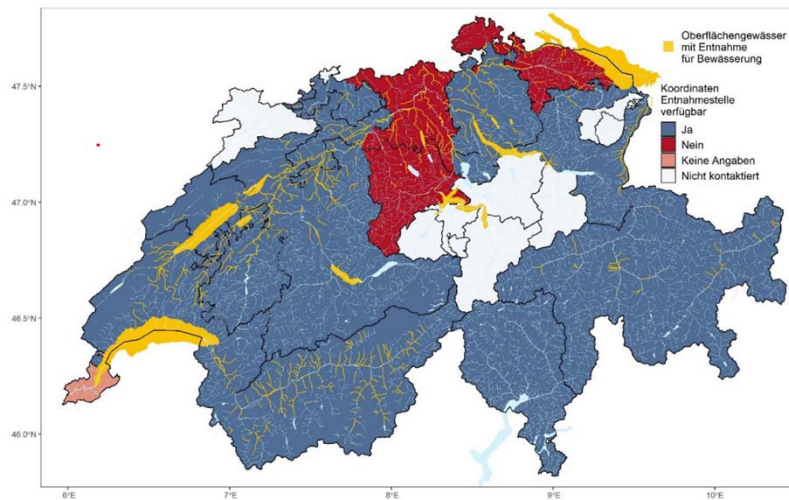 Oberflächengewässer
mit Entnahme
für Bewässerung
Koordinaten
Entnahmestelle
verfügbar
Ja
Nein
Keine Angaben
Nicht kontaktiert
47.5°N
47.0°N
46.5°N
46.0°N
6°E
7°E
8°E
9°E
10°E